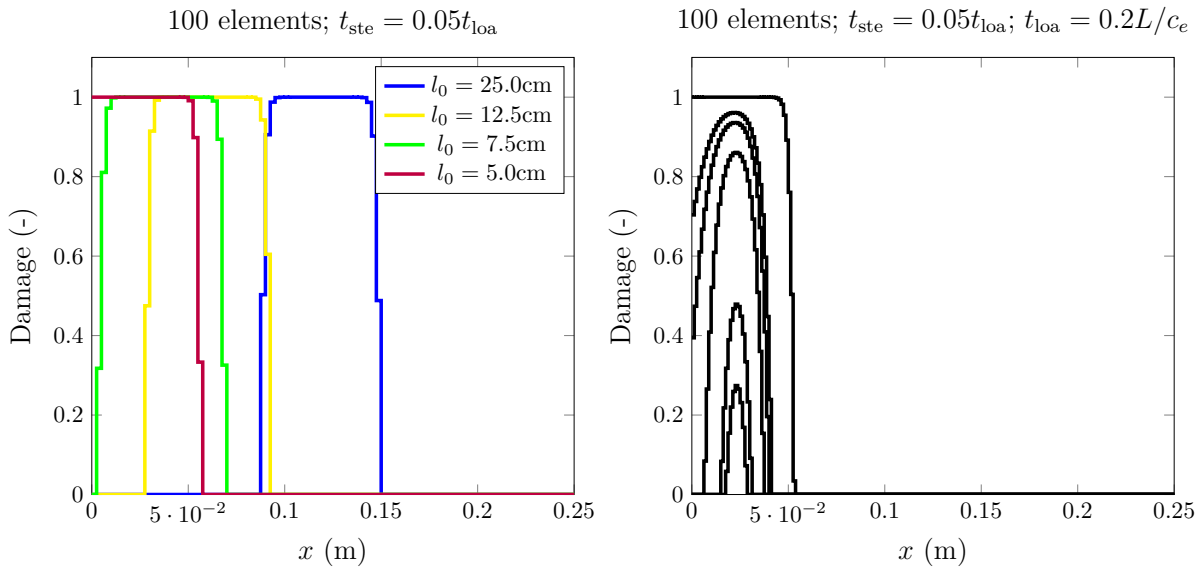 100 elements; t_ste = 0.05t_loa
1
0.8
0.6
0.4
0.2
0
Damage (-)
l_0 = 25.0cm
l_0 = 12.5cm
l_0 = 7.5cm
l_0 = 5.0cm
0 5 · 10^−2 0.1 0.15 0.2 0.25
x (m)
100 elements; t_ste = 0.05t_loa; t_loa = 0.2L/c_e
1
0.8
0.6
0.4
0.2
0
Damage (-)
0 5 · 10^−2 0.1 0.15 0.2 0.25
x (m)